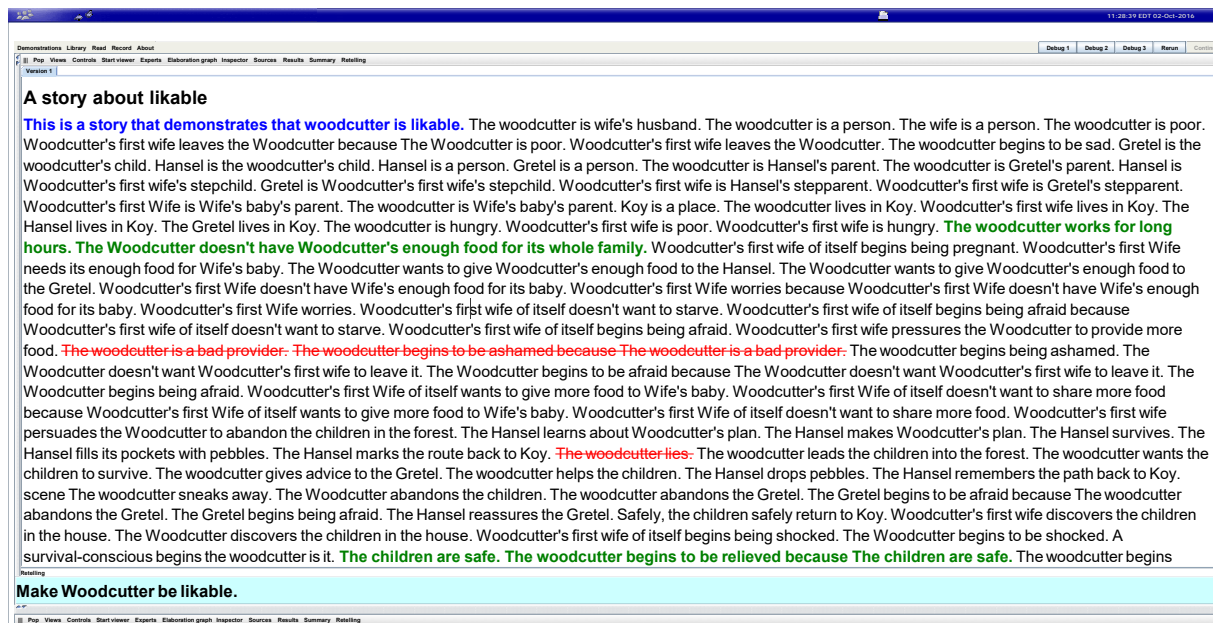 11:28:39 EDT 02-Oct-2016
Demonstrations Library Read Record About
Debug 1 Debug 2 Debug 3 Rerun
Pop Views Controls Start viewer Experts Elaboration graph Inspector Sources Results Summary Retelling
Version 1
A story about likable
This is a story that demonstrates that woodcutter is likable. The woodcutter is wife's husband. The woodcutter is a person. The wife is a person. The woodcutter is poor.
Woodcutter's first wife leaves the Woodcutter because The Woodcutter is poor. Woodcutter's first wife leaves the Woodcutter. The woodcutter begins to be sad. Gretel is the
woodcutter's child. Hansel is the woodcutter's child. Hansel is a person. Gretel is a person. The woodcutter is Hansel's parent. The woodcutter is Gretel's parent. Hansel is
Woodcutter's first wife's stepchild. Gretel is Woodcutter's first wife's stepchild. Woodcutter's first wife is Hansel's stepparent. Woodcutter's first wife is Gretel's stepparent.
Woodcutter's first Wife is Wife's baby's parent. The woodcutter is Wife's baby's parent. Koy is a place. The woodcutter lives in Koy. Woodcutter's first wife lives in Koy. The
Hansel lives in Koy. The Gretel lives in Koy. The woodcutter is hungry. Woodcutter's first wife is poor. Woodcutter's first wife is hungry. The woodcutter works for long
hours. The Woodcutter doesn't have Woodcutter's enough food for its whole family. Woodcutter's first wife of itself begins being pregnant. Woodcutter's first Wife
needs its enough food for Wife's baby. The Woodcutter wants to give Woodcutter's enough food to the Hansel. The Woodcutter wants to give Woodcutter's enough food to
the Gretel. Woodcutter's first Wife doesn't have Wife's enough food for its baby. Woodcutter's first Wife worries because Woodcutter's first Wife doesn't have Wife's enough
food for its baby. Woodcutter's first Wife worries. Woodcutter's first wife of itself doesn't want to starve. Woodcutter's first wife of itself begins being afraid because
Woodcutter's first wife of itself doesn't want to starve. Woodcutter's first wife of itself begins being afraid. Woodcutter's first wife pressures the Woodcutter to provide more
food. The woodcutter is a bad provider. The woodcutter begins to be ashamed because The woodcutter is a bad provider. The woodcutter begins being ashamed. The
Woodcutter doesn't want Woodcutter's first wife to leave it. The Woodcutter begins to be afraid because The Woodcutter doesn't want Woodcutter's first wife to leave it. The
Woodcutter begins being afraid. Woodcutter's first Wife of itself wants to give more food to Wife's baby. Woodcutter's first Wife of itself doesn't want to share more food
because Woodcutter's first Wife of itself wants to give more food to Wife's baby. Woodcutter's first Wife of itself doesn't want to share more food. Woodcutter's first wife
persuades the Woodcutter to abandon the children in the forest. The Hansel learns about Woodcutter's plan. The Hansel makes Woodcutter's plan. The Hansel survives. The
Hansel fills its pockets with pebbles. The Hansel marks the route back to Koy. The woodcutter lies. The woodcutter leads the children into the forest. The woodcutter wants the
children to survive. The woodcutter gives advice to the Gretel. The woodcutter helps the children. The Hansel drops pebbles. The Hansel remembers the path back to Koy.
scene The woodcutter sneaks away. The Woodcutter abandons the children. The woodcutter abandons the Gretel. The Gretel begins to be afraid because The woodcutter
abandons the Gretel. The Gretel begins being afraid. The Hansel reassures the Gretel. Safely, the children safely return to Koy. Woodcutter's first wife discovers the children
in the house. The Woodcutter discovers the children in the house. Woodcutter's first wife of itself begins being shocked. The Woodcutter begins to be shocked. A
survival-conscious begins the woodcutter is it. The children are safe. The woodcutter begins to be relieved because The children are safe. The woodcutter begins
Retelling
Make Woodcutter be likable.
Pop Views Controls Start viewer Experts Elaboration graph Inspector Sources Results Summary Retelling